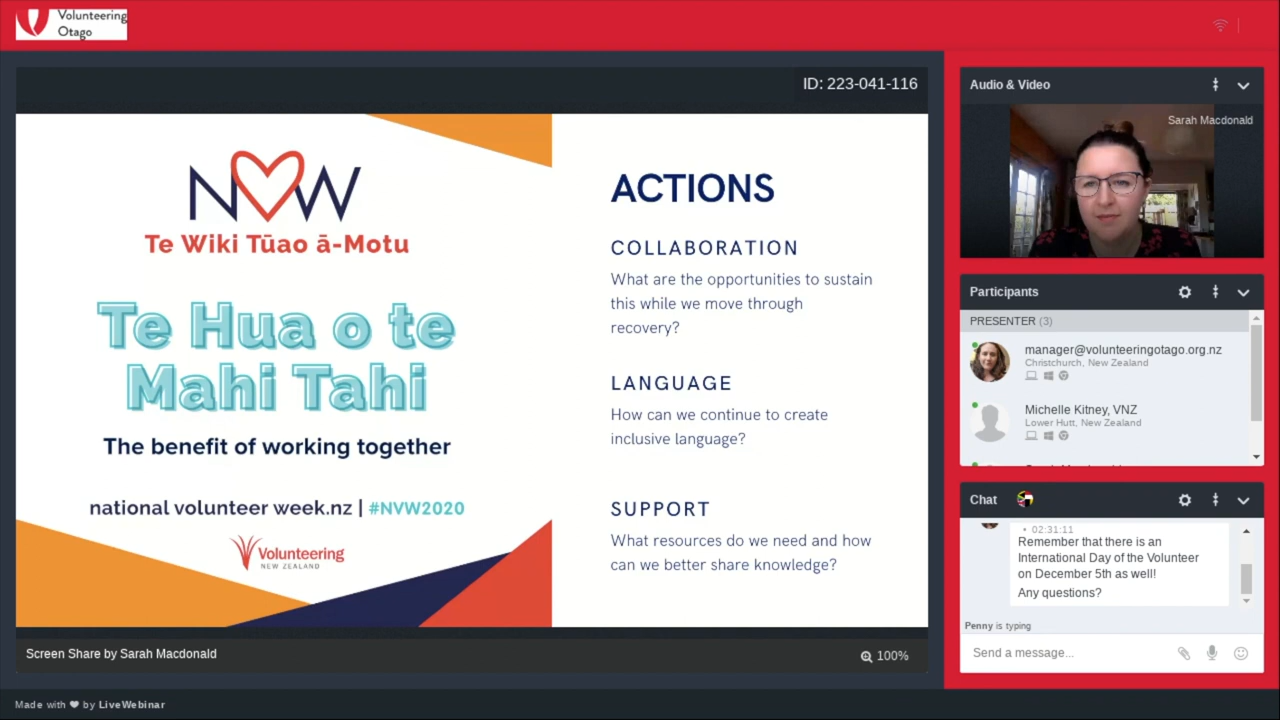 Volunteering
Otago
ID: 223-041-116
NVW
Te Wiki Tūao ā-Motu
Te Hua o te
Mahi Tahi
The benefit of working together
national volunteer week.nz | #NVW2020
Volunteering
NEW ZEALAND
ACTIONS
COLLABORATION
What are the opportunities to sustain
this while we move through
recovery?
LANGUAGE
How can we continue to create
inclusive language?
SUPPORT
What resources do we need and how
can we better share knowledge?
Screen Share by Sarah Macdonald
100%
Audio & Video
Sarah Macdonald
Participants
PRESENTER (3)
manager@volunteeringotago.org.nz
Christchurch, New Zealand
Michelle Kitney, VNZ
Lower Hutt, New Zealand
Chat
• 02:31:11
Remember that there is an
International Day of the Volunteer
on December 5th as well!
Any questions?
Penny is typing
Send a message...
Made with ❤ by LiveWebinar